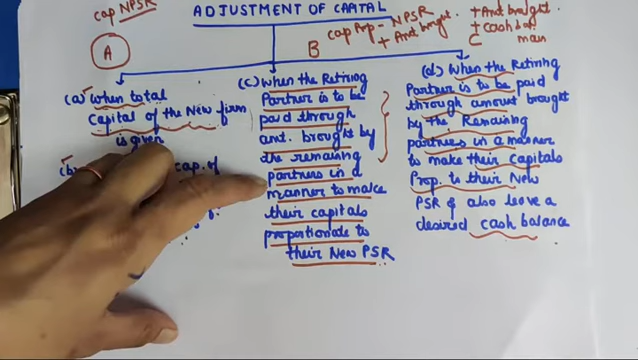 cap NPSR
ADJUSTMENT OF CAPITAL
A
B
cap Prop - NPSR
+ Amt brought.
+ Amt brought.
+ Cash bal.
C main
(a) When total
Capital of the New firm
is given
(b)
cap. of
(c) When the Retiring
Partner is to be
paid through
amt. brought by
the remaining
partners in a
manner to make
their capitals
proportionate to
their New PSR
(d) When the Retiring
Partner is to be paid
through amount brought
by the Remaining
partners in a manner
to make their Capitals
Prop. to their New
PSR & also leave a
desired cash balance